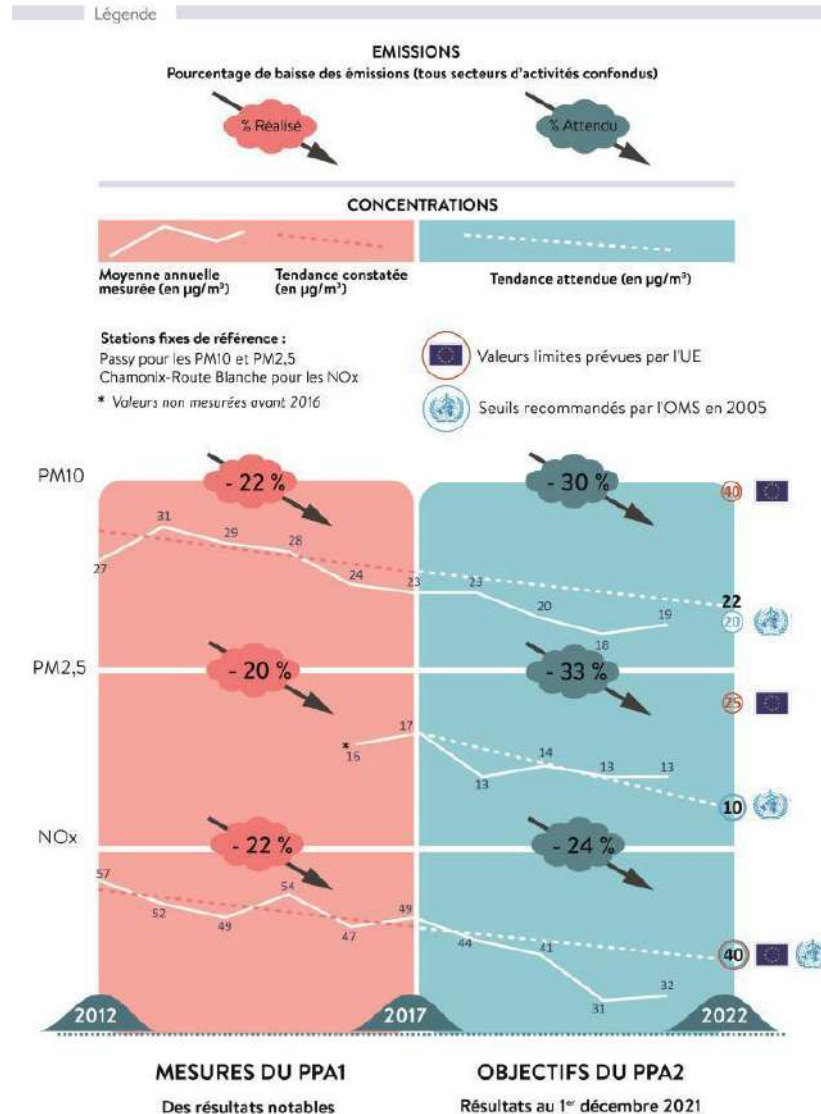 Légende
EMISSIONS
Pourcentage de baisse des émissions (tous secteurs d'activités confondus)
% Réalisé
% Attendu
CONCENTRATIONS
Moyenne annuelle
mesurée (en µg/m³)
Tendance constatée
(en µg/m³)
Tendance attendue (en µg/m³)
Stations fixes de référence :
Passy pour les PM10 et PM2,5
Chamonix-Route Blanche pour les NOx
* Valeurs non mesurées avant 2016
Valeurs limites prévues par l'UE
Seuils recommandés par l'OMS en 2005
PM10
- 22 %
- 30 %
40
27
31
29
28
24
23
23
20
18
19
22
20
PM2,5
- 20 %
- 33 %
25
*
16
17
13
14
13
13
10
NOx
- 22 %
- 24 %
57
52
49
54
47
49
44
41
31
32
40
2012
2017
2022
MESURES DU PPA1
Des résultats notables
OBJECTIFS DU PPA2
Résultats au 1er décembre 2021